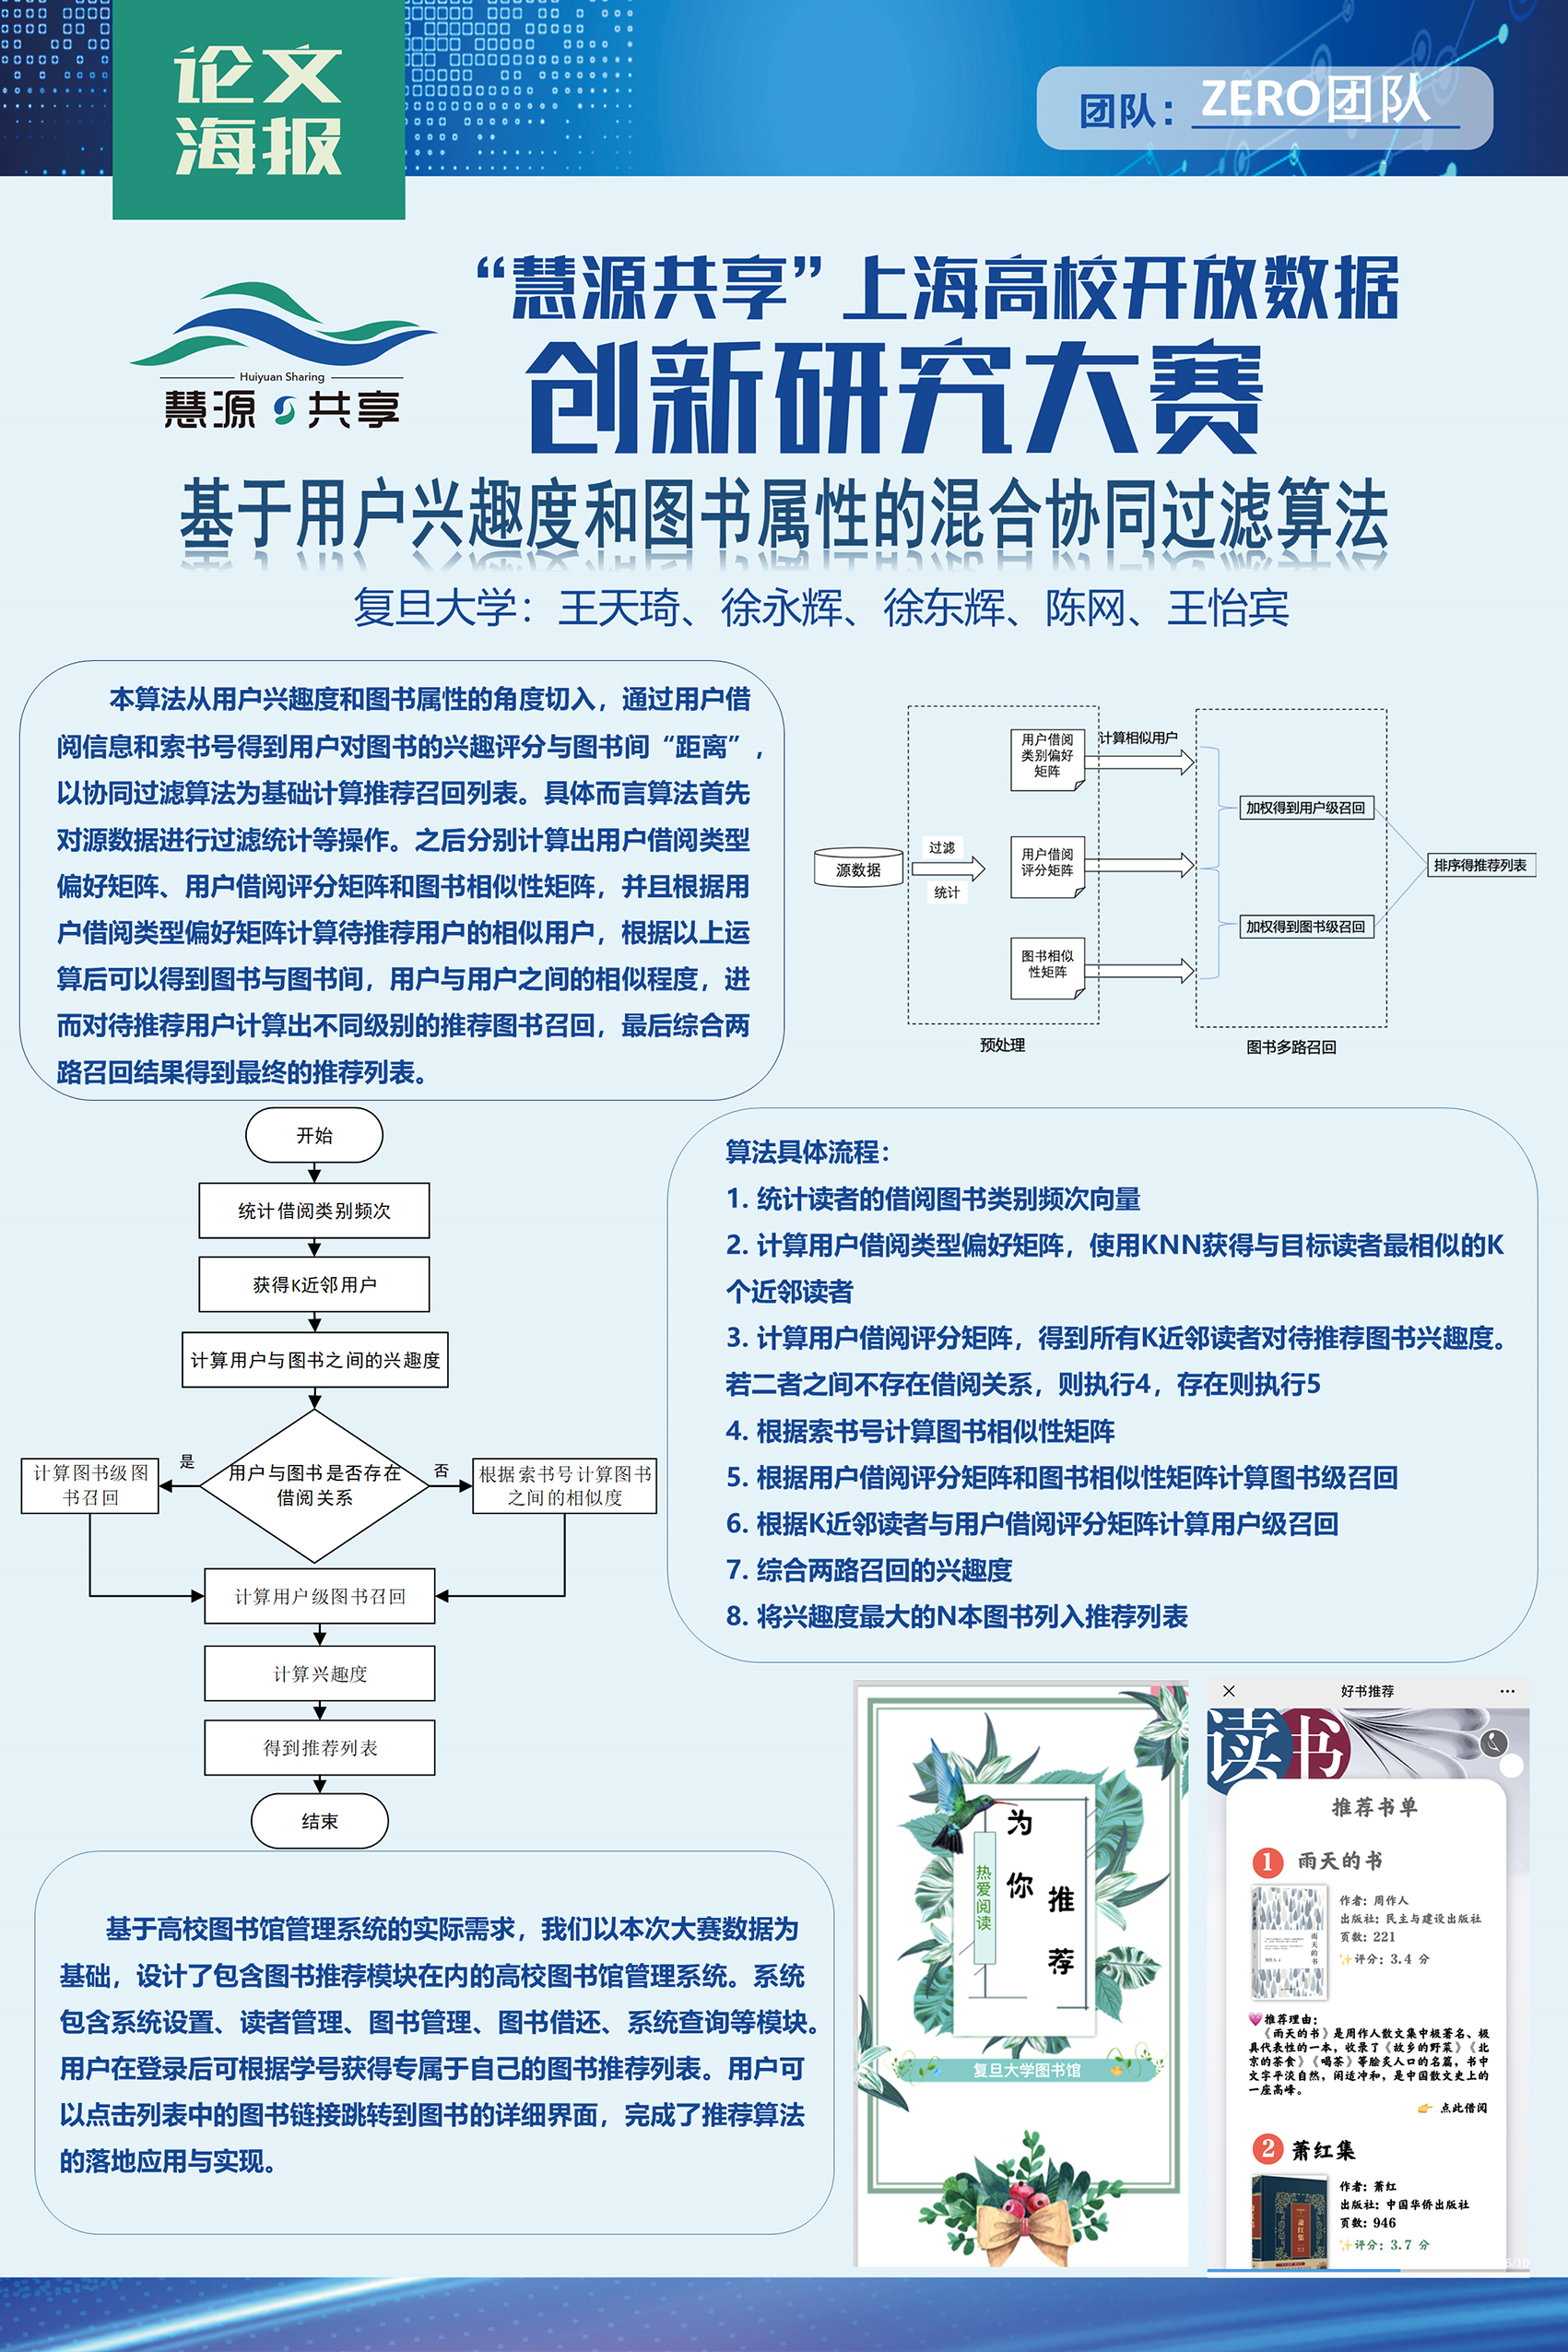 论文
海报
团队：ZERO团队
“慧源共享”上海高校开放数据
创新研究大赛
Huiyuan Sharing
慧源共享
基于用户兴趣度和图书属性的混合协同过滤算法
复旦大学：王天琦、徐永辉、徐东辉、陈网、王怡宾
本算法从用户兴趣度和图书属性的角度切入，通过用户借
阅信息和索书号得到用户对图书的兴趣评分与图书间“距离”，
以协同过滤算法为基础计算推荐召回列表。具体而言算法首先
对源数据进行过滤统计等操作。之后分别计算出用户借阅类型
偏好矩阵、用户借阅评分矩阵和图书相似性矩阵，并且根据用
户借阅类型偏好矩阵计算待推荐用户的相似用户，根据以上运
算后可以得到图书与图书间，用户与用户之间的相似程度，进
而对待推荐用户计算出不同级别的推荐图书召回，最后综合两
路召回结果得到最终的推荐列表。
源数据
过滤
统计
用户借阅
类别偏好
矩阵
用户借阅
评分矩阵
图书相似
性矩阵
预处理
计算相似用户
加权得到用户级召回
加权得到图书级召回
图书多路召回
排序得推荐列表
开始
统计借阅类别频次
获得K近邻用户
计算用户与图书之间的兴趣度
用户与图书是否存在
借阅关系
是
否
计算图书级图
书召回
根据索书号计算图书
之间的相似度
计算用户级图书召回
计算兴趣度
得到推荐列表
结束
算法具体流程：
1. 统计读者的借阅图书类别频次向量
2. 计算用户借阅类型偏好矩阵，使用KNN获得与目标读者最相似的K
个近邻读者
3. 计算用户借阅评分矩阵，得到所有K近邻读者对待推荐图书兴趣度。
若二者之间不存在借阅关系，则执行4，存在则执行5
4. 根据索书号计算图书相似性矩阵
5. 根据用户借阅评分矩阵和图书相似性矩阵计算图书级召回
6. 根据K近邻读者与用户借阅评分矩阵计算用户级召回
7. 综合两路召回的兴趣度
8. 将兴趣度最大的N本图书列入推荐列表
基于高校图书馆管理系统的实际需求，我们以本次大赛数据为
基础，设计了包含图书推荐模块在内的高校图书馆管理系统。系统
包含系统设置、读者管理、图书管理、图书借还、系统查询等模块。
用户在登录后可根据学号获得专属于自己的图书推荐列表。用户可
以点击列表中的图书链接跳转到图书的详细界面，完成了推荐算法
的落地应用与实现。
为你
推荐
热爱阅读
复旦大学图书馆
好书推荐
读书
推荐书单
1 雨天的书
雨天的书
作者：周作人
出版社：民主与建设出版社
页数：221
✨评分：3.4 分
💗推荐理由：
《雨天的书》是周作人散文集中极著名、极
具代表性的一本，收录了《故乡的野菜》《北
京的茶食》《喝茶》等脍炙人口的名篇，书中
文字平淡自然，闲适冲和，是中国散文史上的
一座高峰。
👉 点此借阅
2 萧红集
萧红集
作者：萧红
出版社：中国华侨出版社
页数：946
✨评分：3.7 分